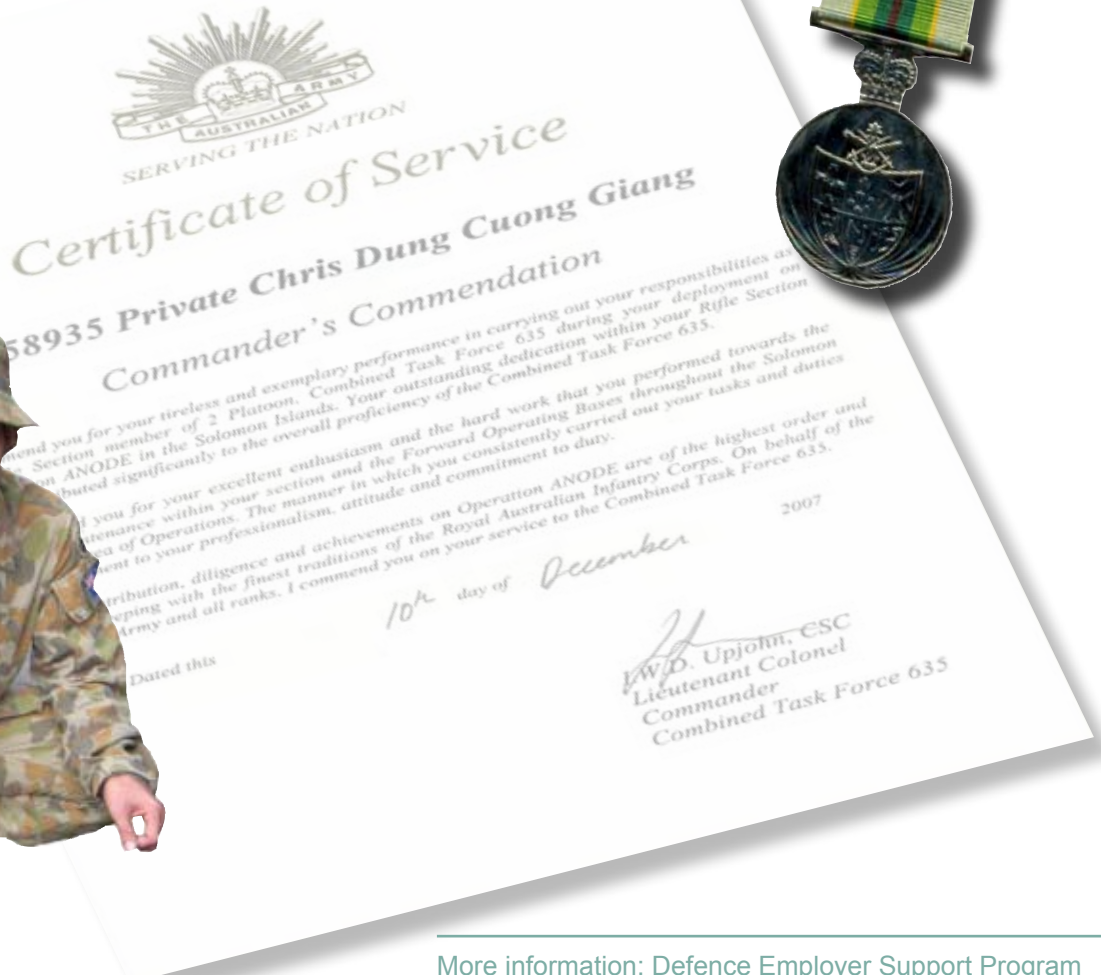 THE AUSTRALIAN ARMY
SERVING THE NATION
Certificate of Service
58935 Private Chris Dung Cuong Giang
Commander's Commendation
mend you for your tireless and exemplary performance in carrying out your responsibilities as
Section member of 2 Platoon, Combined Task Force 635 during your deployment on
on ANODE in the Solomon Islands. Your outstanding dedication within your Rifle Section
ibuted significantly to the overall proficiency of the Combined Task Force 635.
you for your excellent enthusiasm and the hard work that you performed towards the
tenance within your section and the Forward Operating Bases throughout the Solomon
ea of Operations. The manner in which you consistently carried out your tasks and duties
ent to your professionalism, attitude and commitment to duty.
tribution, diligence and achievements on Operation ANODE are of the highest order and
eeping with the finest traditions of the Royal Australian Infantry Corps. On behalf of the
Army and all ranks, I commend you on your service to the Combined Task Force 635.
Dated this 10th day of December 2007
W.D. Upjohn, CSC
Lieutenant Colonel
Commander
Combined Task Force 635
More information: Defence Employer Support Program